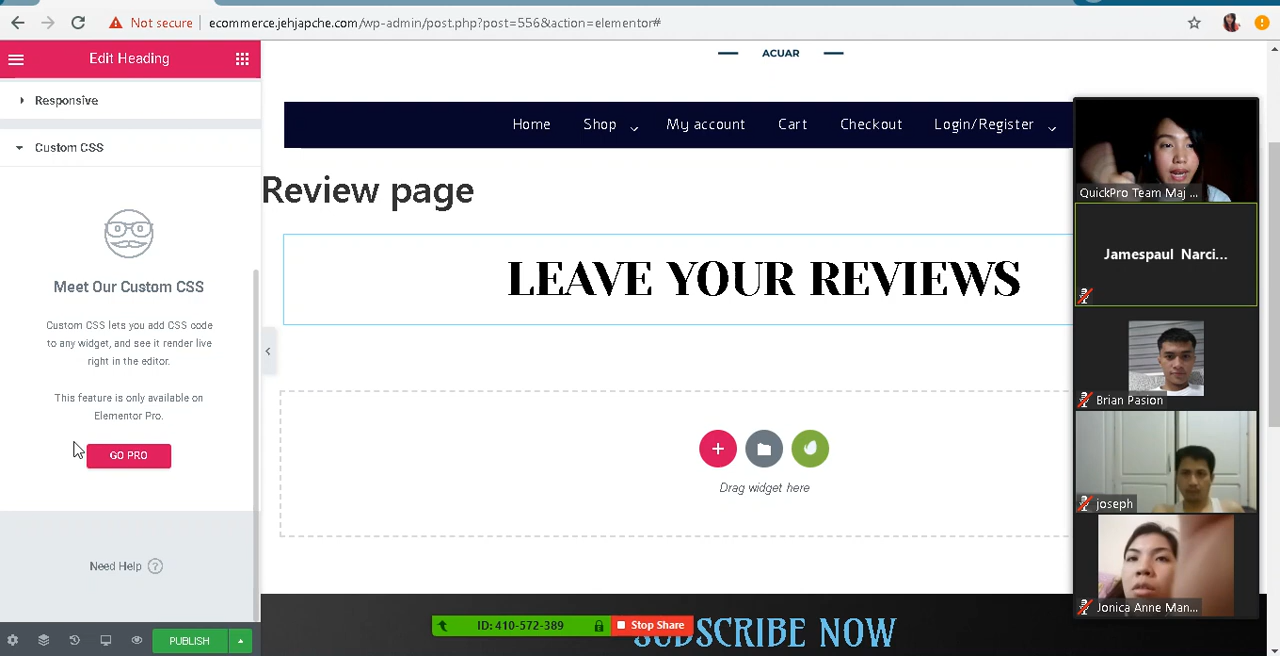 Not secure
ecommerce.jehjapche.com/wp-admin/post.php?post=556&action=elementor#
Edit Heading
Responsive
Custom CSS
Meet Our Custom CSS
Custom CSS lets you add CSS code
to any widget, and see it render live
right in the editor.
This feature is only available on
Elementor Pro.
GO PRO
Need Help
?
PUBLISH
ACUAR
Home
Shop
My account
Cart
Checkout
Login/Register
Review page
LEAVE YOUR REVIEWS
Drag widget here
ID: 410-572-389
Stop Share
SUBSCRIBE NOW
QuickPro Team Maj ...
Jamespaul Narci...
Brian Pasion
joseph
Jonica Anne Man...